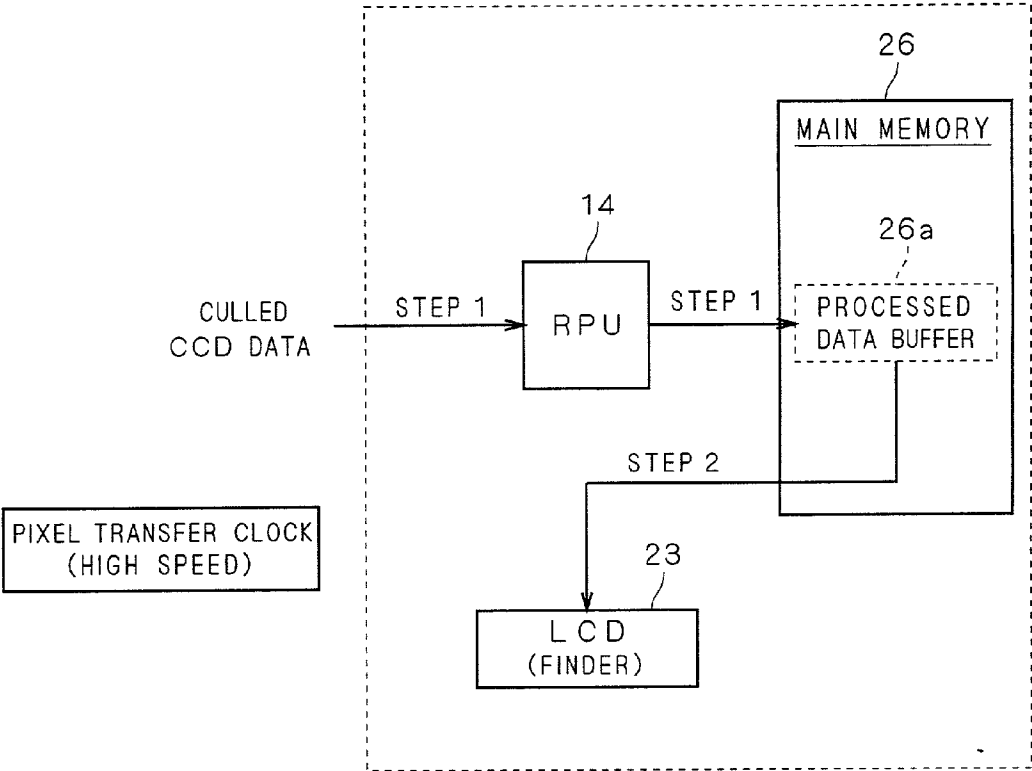 26
MAIN MEMORY
14
26a
CULLED
CCD DATA
STEP 1
RPU
STEP 1
PROCESSED
DATA BUFFER
STEP 2
PIXEL TRANSFER CLOCK
(HIGH SPEED)
23
LCD
(FINDER)